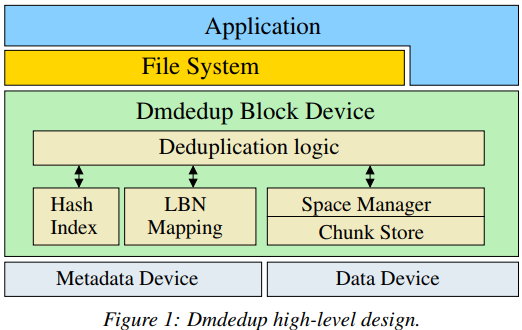 Application
File System
Dmdedup Block Device
Deduplication logic
Hash
Index
LBN
Mapping
Space Manager
Chunk Store
Metadata Device
Data Device
Figure 1: Dmdedup high-level design.